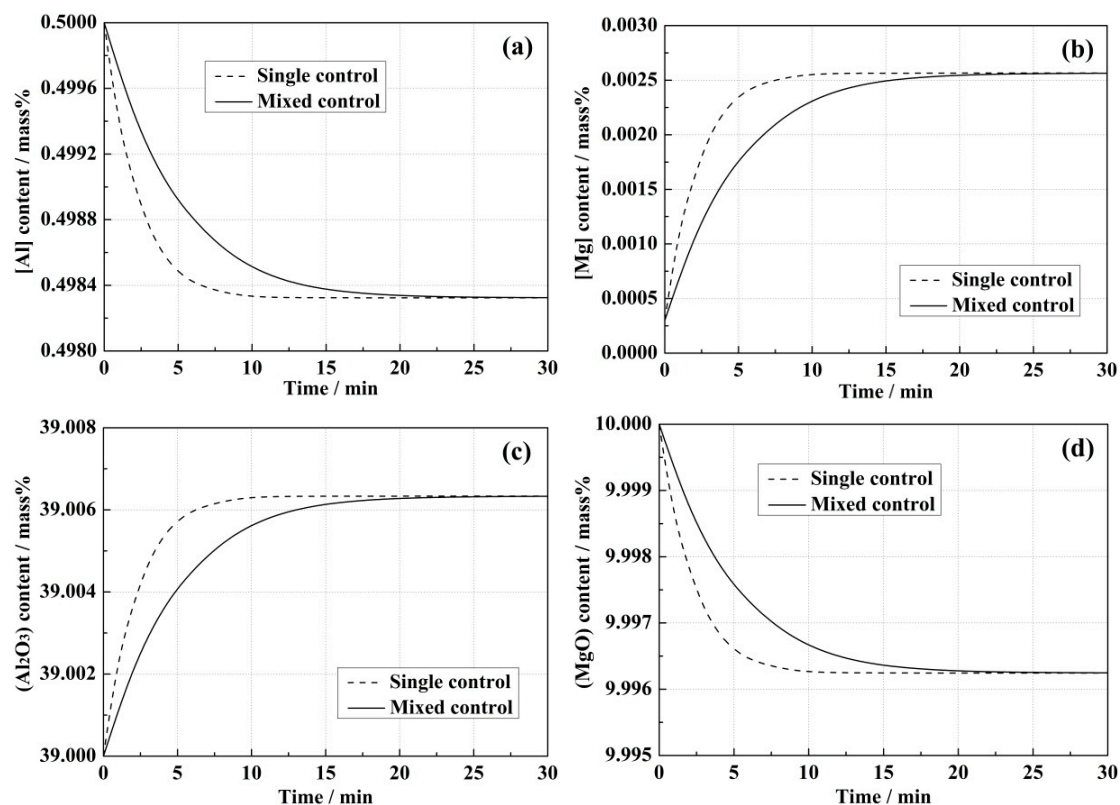 (a)
[Al] content / mass%
0.5000
0.4996
0.4992
0.4988
0.4984
0.4980
Single control
Mixed control
0 5 10 15 20 25 30
Time / min
(b)
[Mg] content / mass%
0.0030
0.0025
0.0020
0.0015
0.0010
0.0005
0.0000
Single control
Mixed control
0 5 10 15 20 25 30
Time / min
(c)
(Al₂O₃) content / mass%
39.008
39.006
39.004
39.002
39.000
Single control
Mixed control
0 5 10 15 20 25 30
Time / min
(d)
(MgO) content / mass%
10.000
9.999
9.998
9.997
9.996
9.995
Single control
Mixed control
0 5 10 15 20 25 30
Time / min